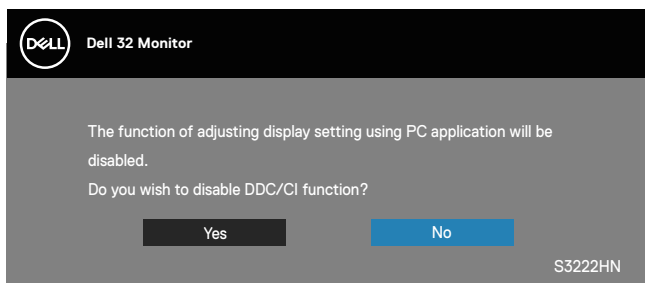 DELL
Dell 32 Monitor
The function of adjusting display setting using PC application will be
disabled.
Do you wish to disable DDC/CI function?
Yes No
S3222HN